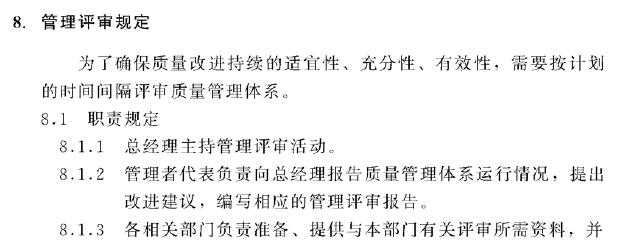 8. 管理评审规定
为了确保质量改进持续的适宜性、充分性、有效性，需要按计划
的时间间隔评审质量管理体系。
8.1 职责规定
8.1.1 总经理主持管理评审活动。
8.1.2 管理者代表负责向总经理报告质量管理体系运行情况，提出
改进建议，编写相应的管理评审报告。
8.1.3 各相关部门负责准备、提供与本部门有关评审所需资料，并